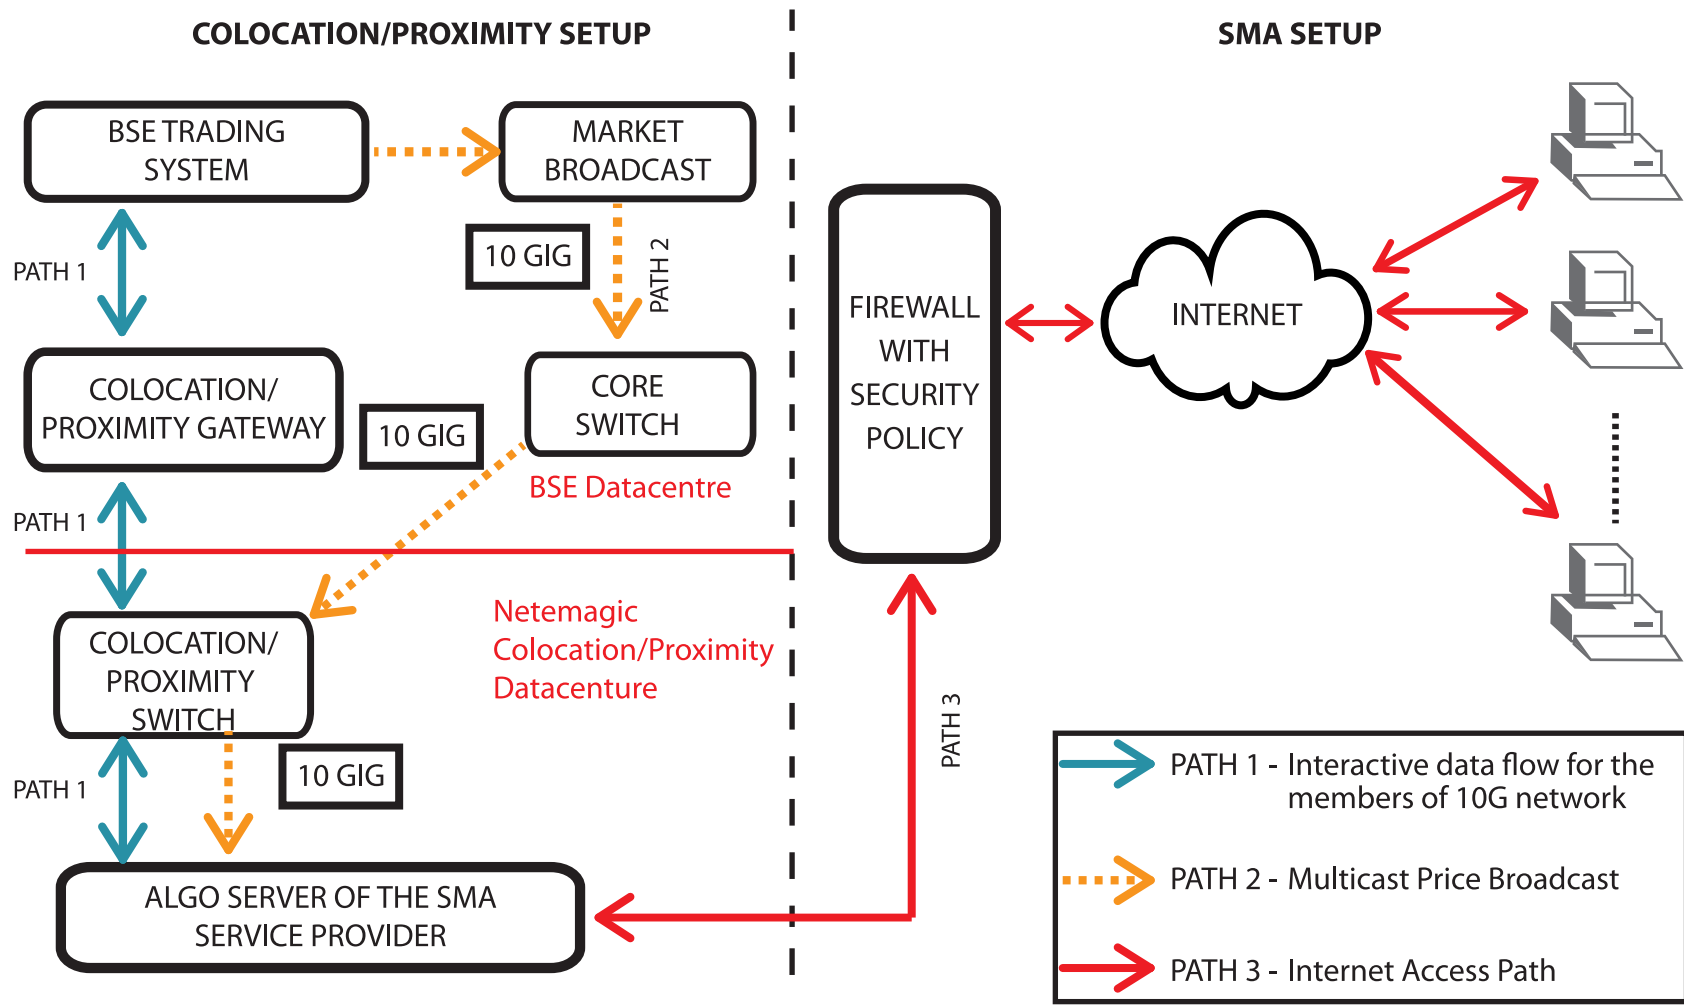 COLOCATION/PROXIMITY SETUP
SMA SETUP
BSE TRADING
SYSTEM
MARKET
BROADCAST
PATH 1
10 GIG
PATH 2
COLOCATION/
PROXIMITY GATEWAY
10 GIG
CORE
SWITCH
BSE Datacentre
PATH 1
COLOCATION/
PROXIMITY
SWITCH
Netemagic
Colocation/Proximity
Datacenture
PATH 1
10 GIG
ALGO SERVER OF THE SMA
SERVICE PROVIDER
FIREWALL
WITH
SECURITY
POLICY
INTERNET
PATH 3
PATH 1 - Interactive data flow for the
members of 10G network
PATH 2 - Multicast Price Broadcast
PATH 3 - Internet Access Path